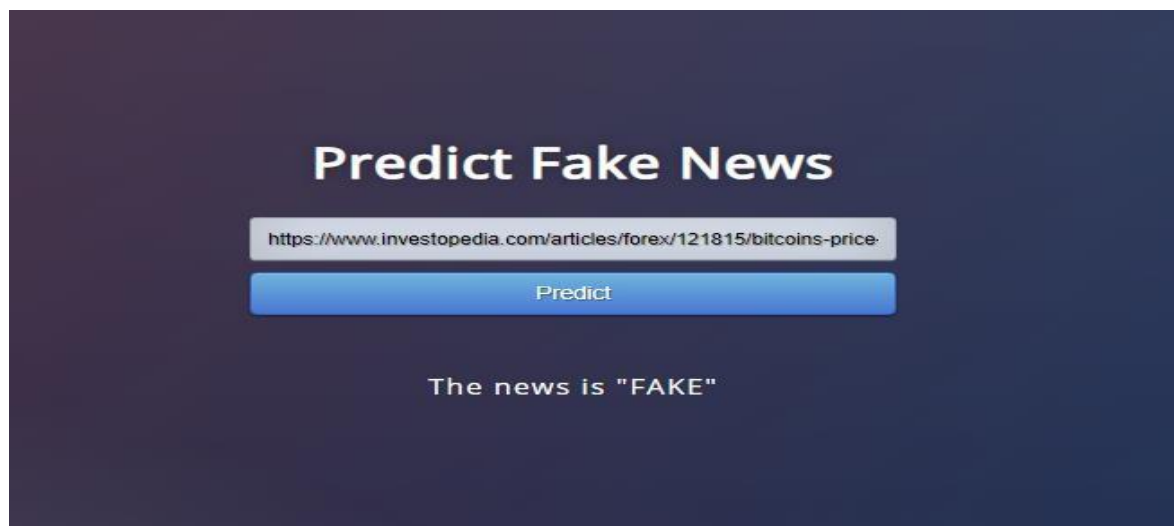 Predict Fake News
https://www.investopedia.com/articles/forex/121815/bitcoins-price-
Predict
The news is "FAKE"